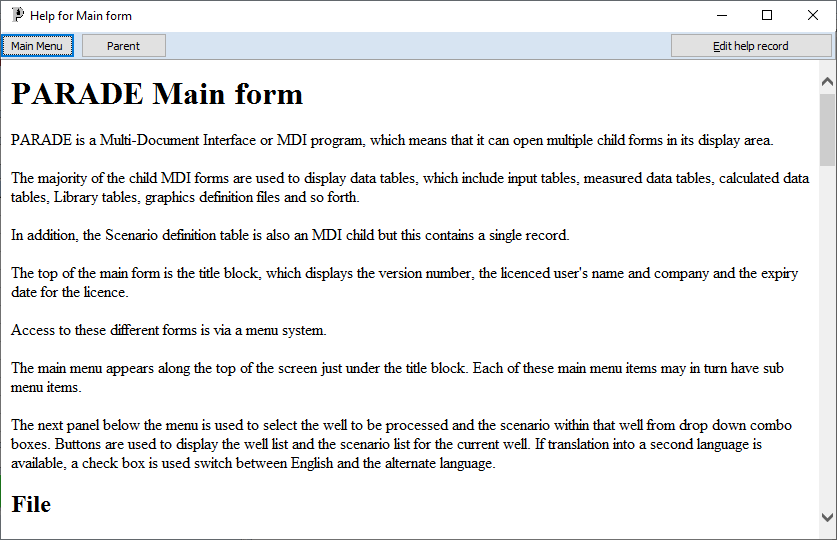 Help for Main form
Main Menu
Parent
Edit help record
PARADE Main form
PARADE is a Multi-Document Interface or MDI program, which means that it can open multiple child forms in its display area.
The majority of the child MDI forms are used to display data tables, which include input tables, measured data tables, calculated data
tables, Library tables, graphics definition files and so forth.
In addition, the Scenario definition table is also an MDI child but this contains a single record.
The top of the main form is the title block, which displays the version number, the licenced user's name and company and the expiry
date for the licence.
Access to these different forms is via a menu system.
The main menu appears along the top of the screen just under the title block. Each of these main menu items may in turn have sub
menu items.
The next panel below the menu is used to select the well to be processed and the scenario within that well from drop down combo
boxes. Buttons are used to display the well list and the scenario list for the current well. If translation into a second language is
available, a check box is used switch between English and the alternate language.
File